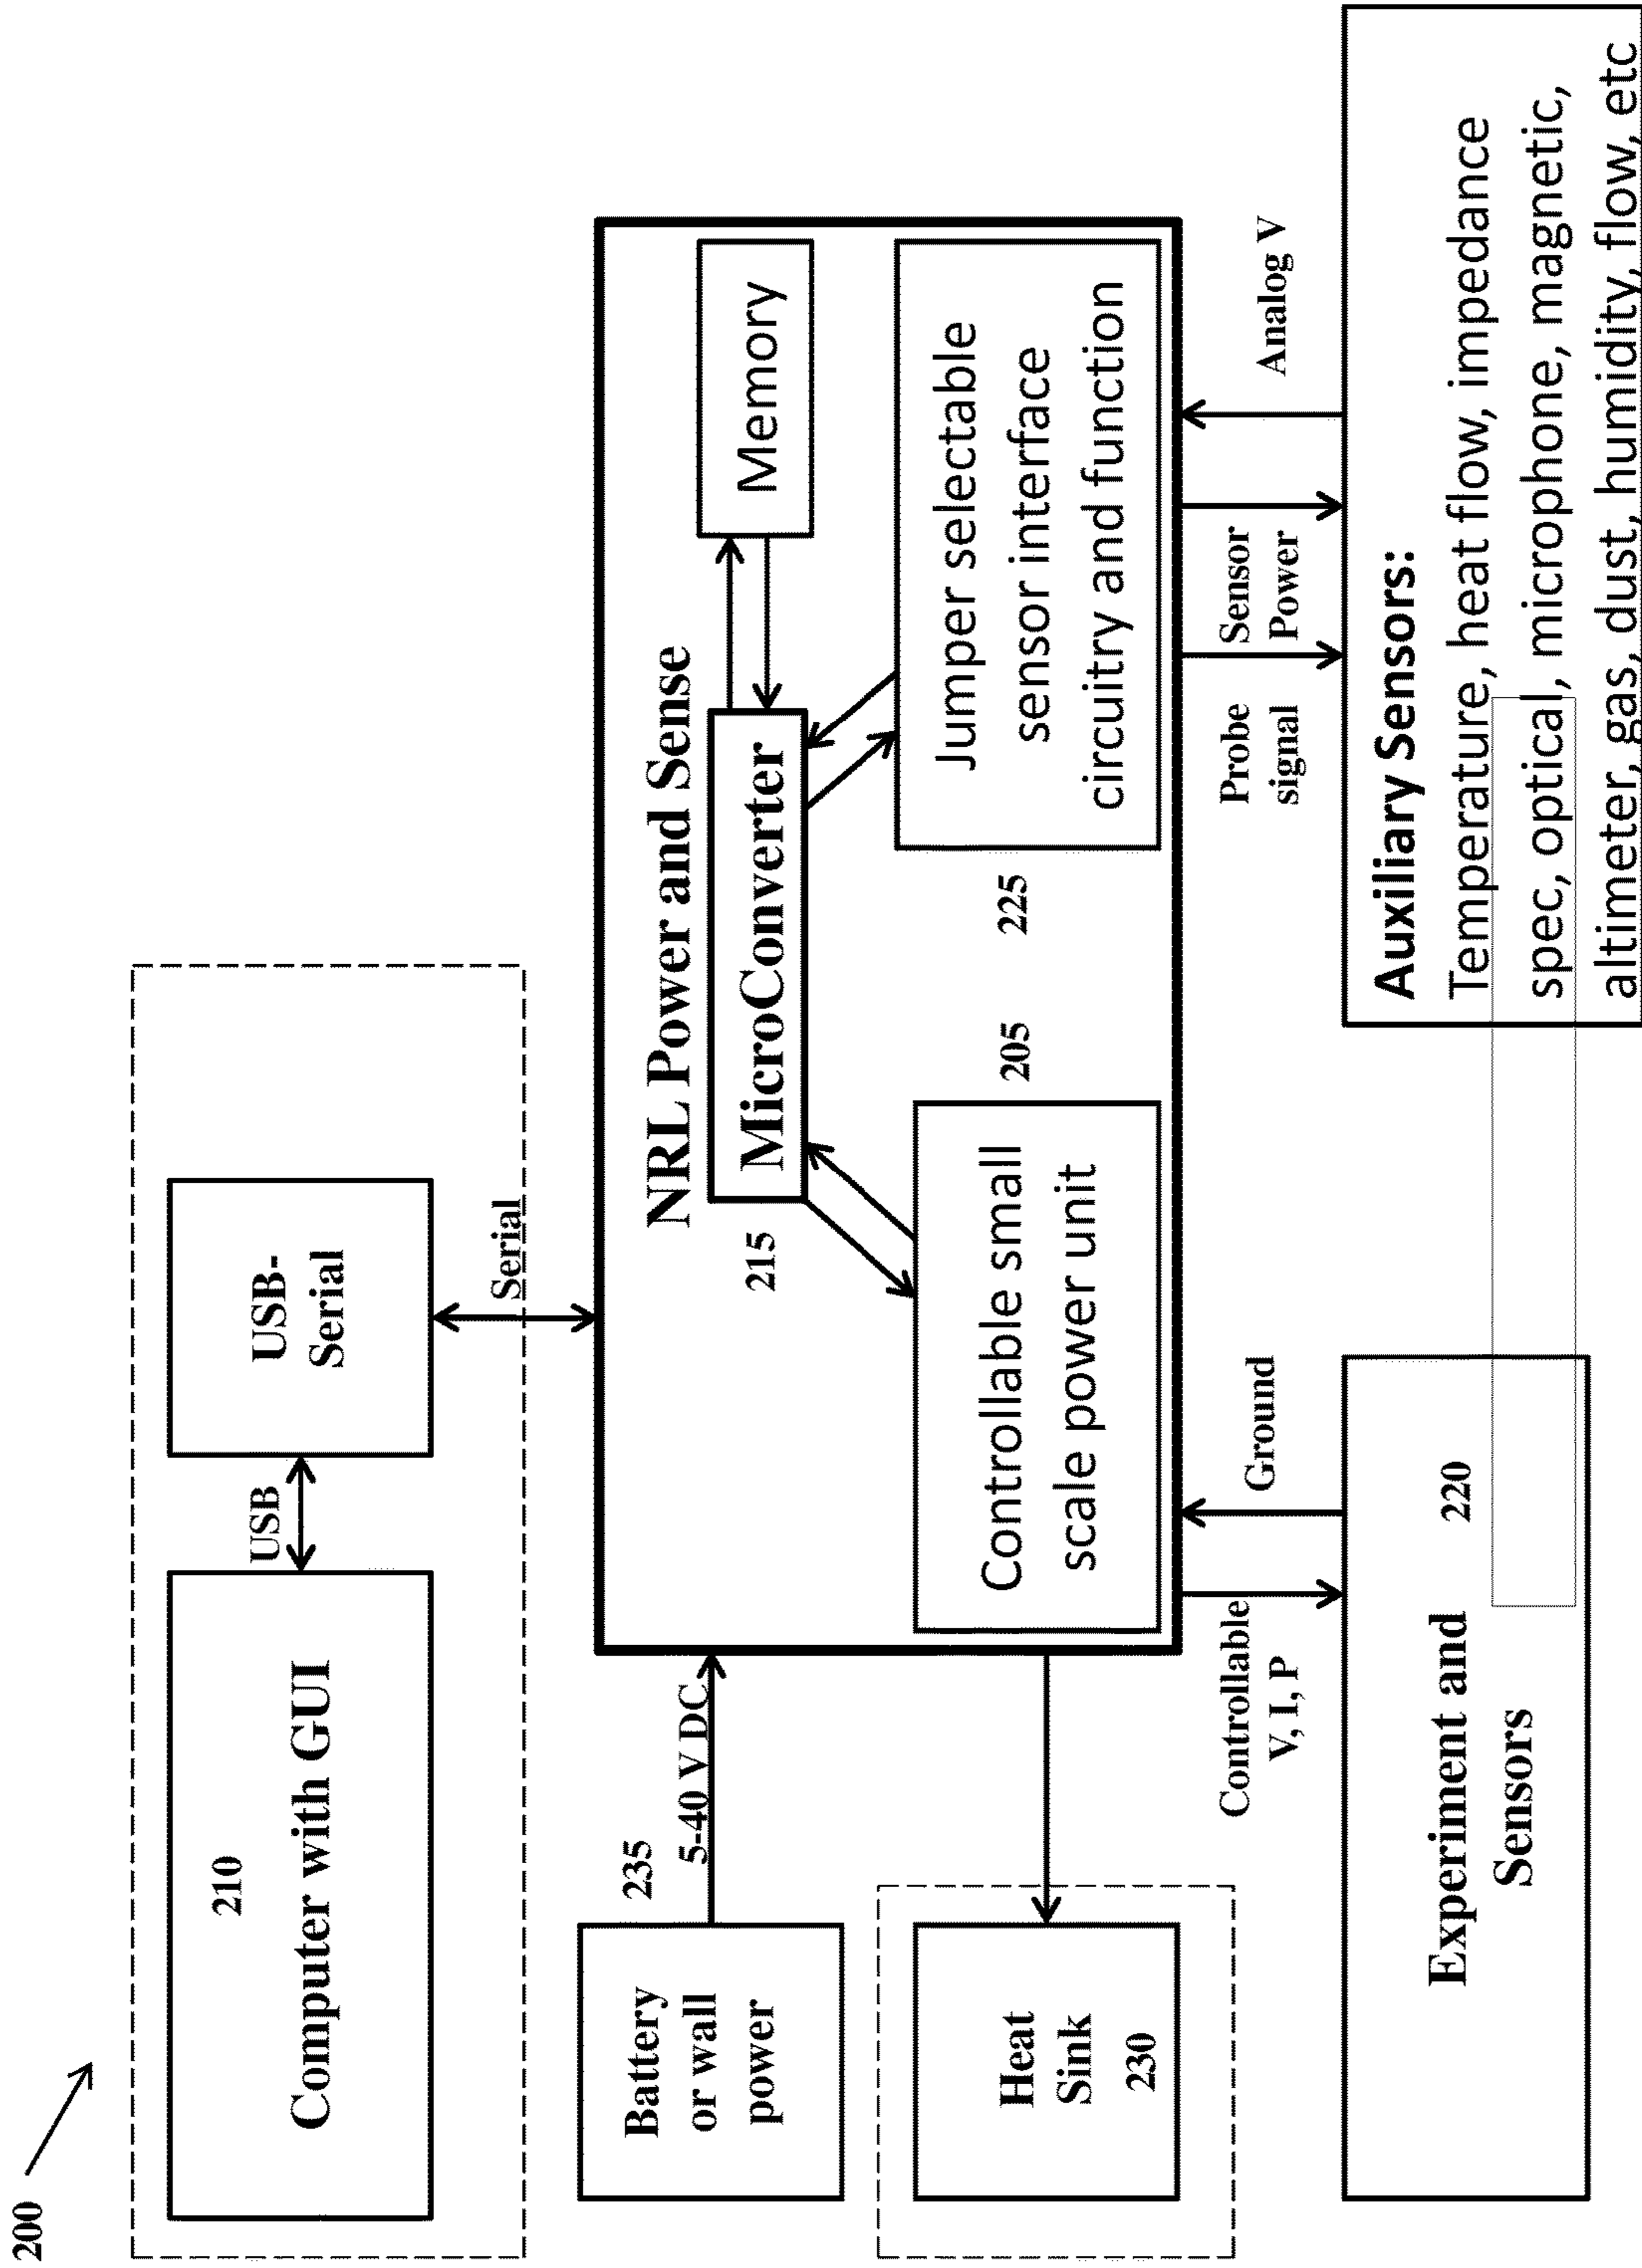 200
210
Computer with GUI
USB
USB-
Serial
Serial
Battery
or wall
power
235
5-40 V DC
NRL Power and Sense
215
MicroConverter
Memory
Controllable small
scale power unit
205
225
Jumper selectable
sensor interface
circuitry and function
Heat
Sink
230
Controllable
V, I, P
Ground
Probe
signal
Sensor
Power
Analog V
Experiment and
Sensors
220
Auxiliary Sensors:
Temperature, heat flow, impedance
spec, optical, microphone, magnetic,
altimeter, gas, dust, humidity, flow, etc